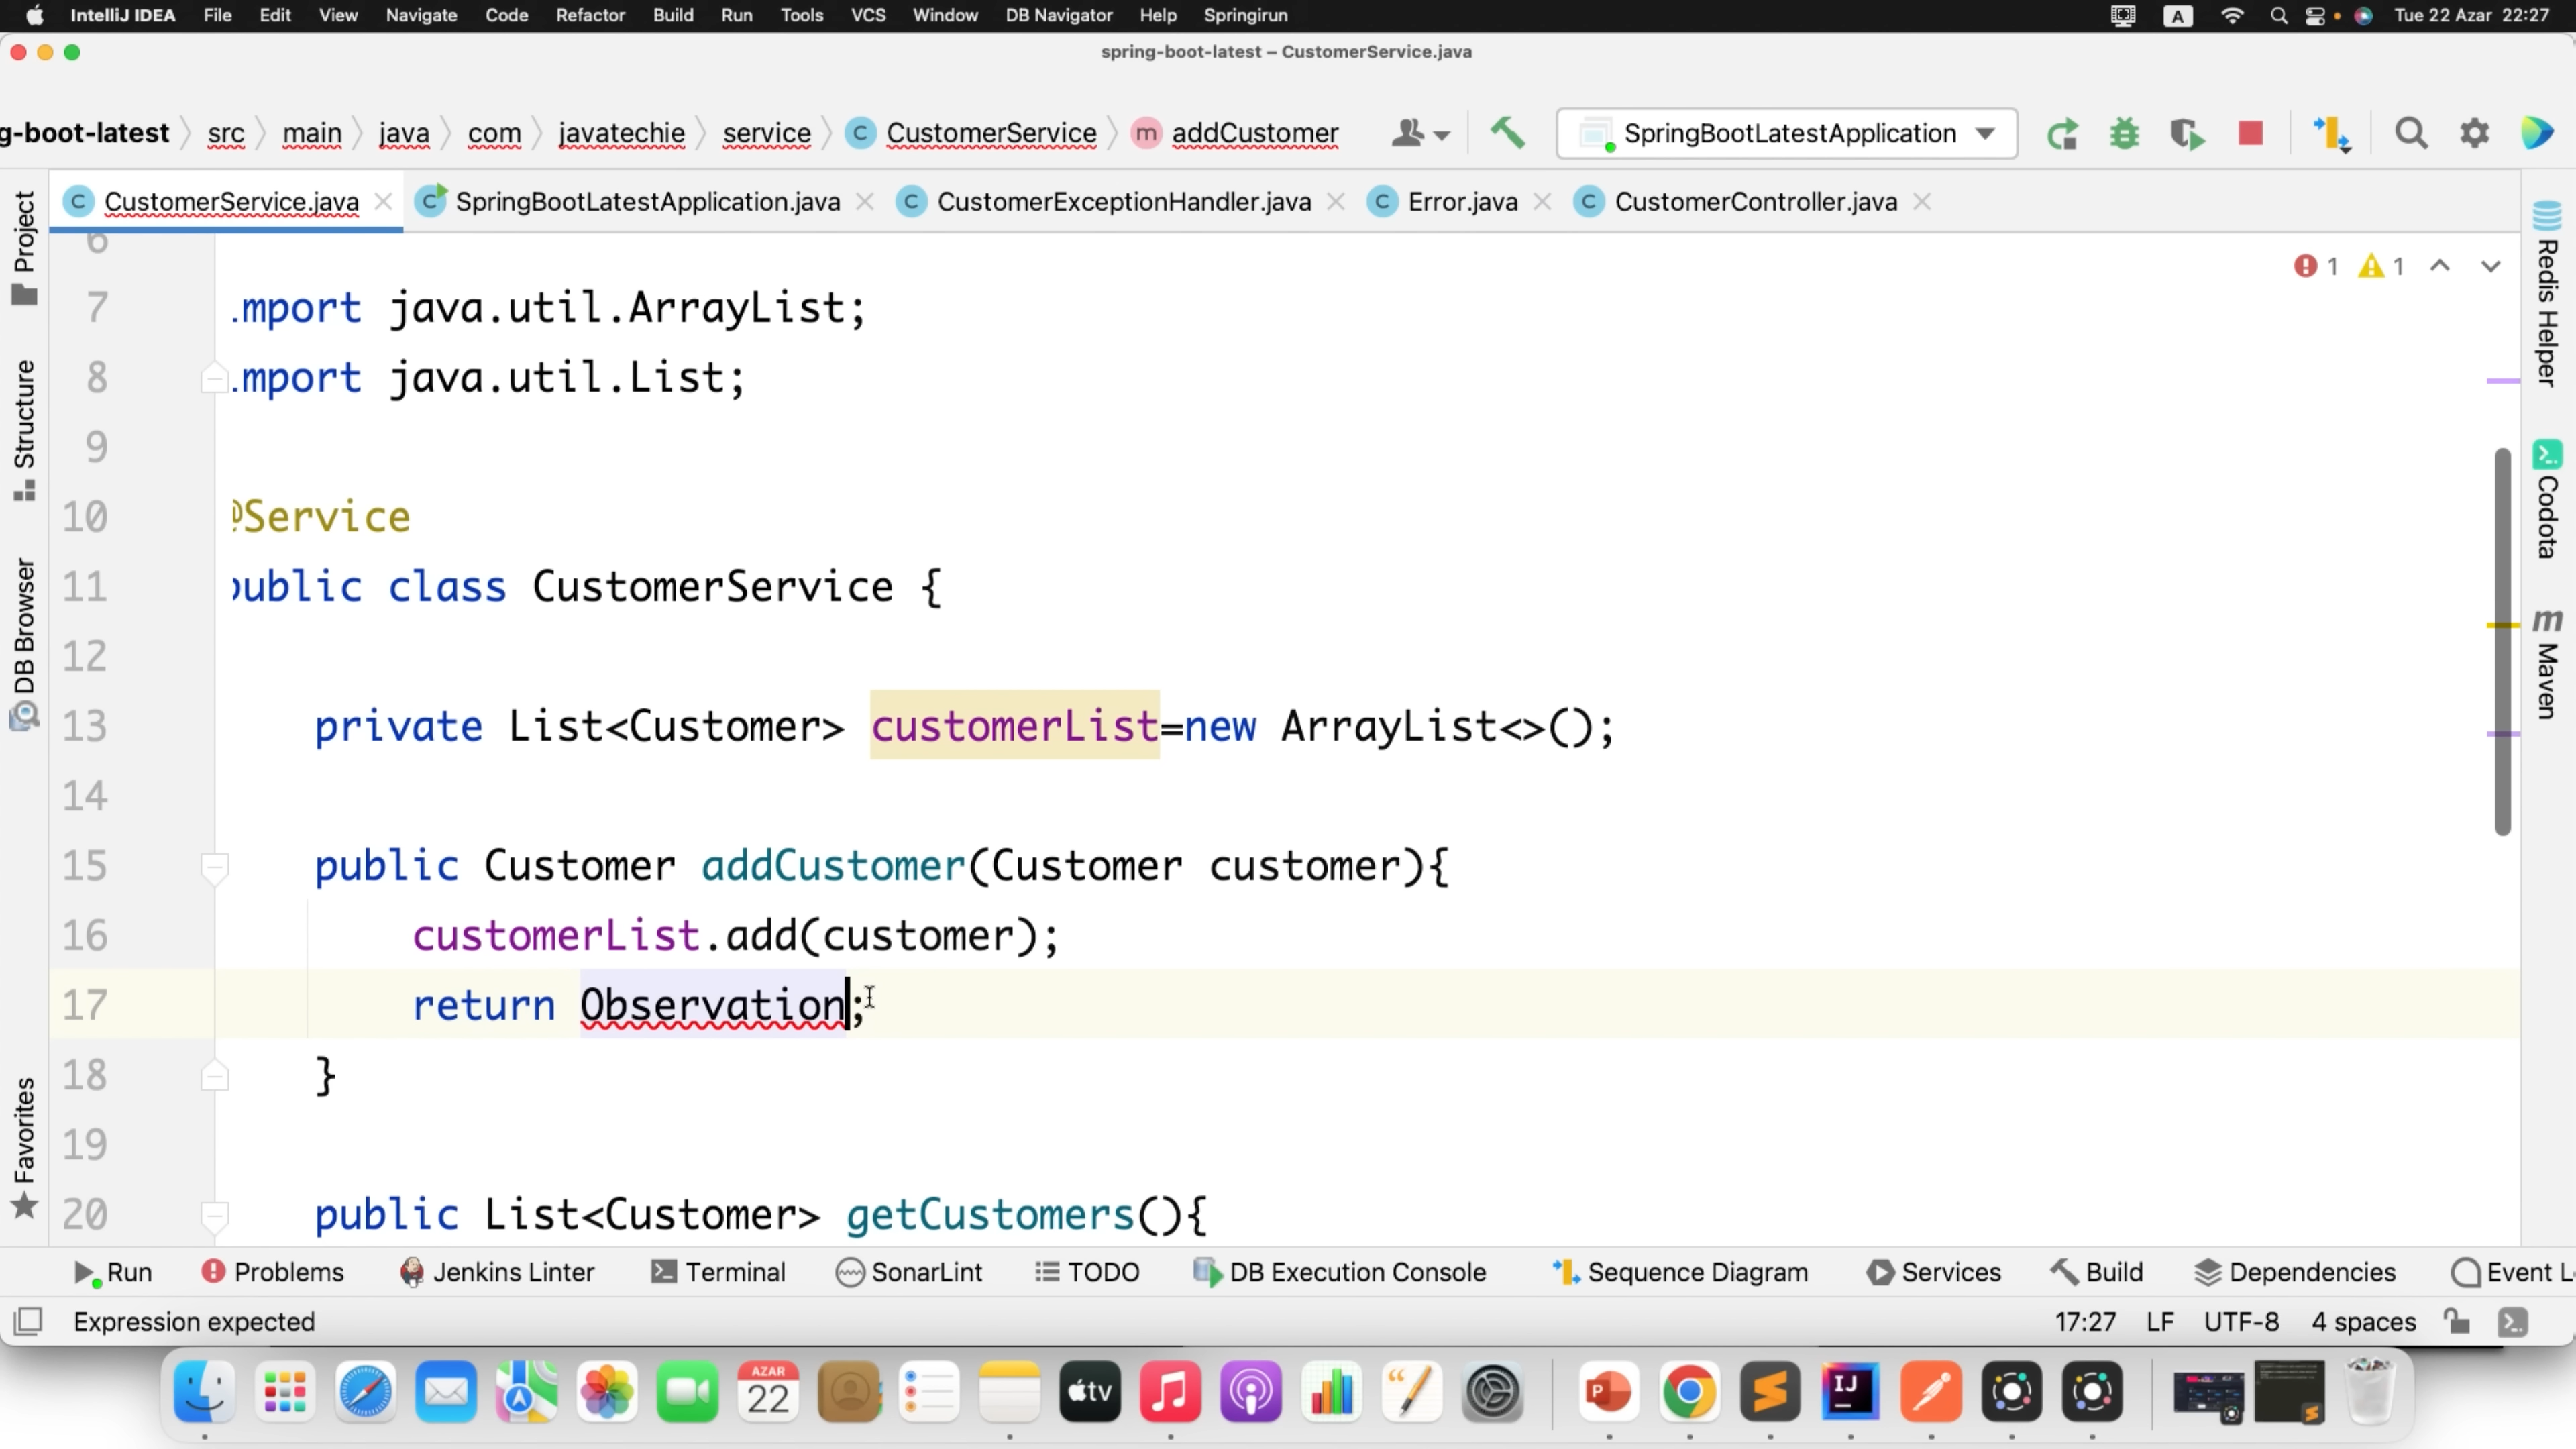 IntelliJ IDEA File Edit View Navigate Code Refactor Build Run Tools VCS Window DB Navigator Help Springirun A Tue 22 Azar 22:27
spring-boot-latest – CustomerService.java
g-boot-latest src main java com javatechie service C CustomerService m addCustomer SpringBootLatestApplication
C CustomerService.java C SpringBootLatestApplication.java C CustomerExceptionHandler.java C Error.java C CustomerController.java
Project
Structure
DB Browser
Favorites
Redis Helper
Codota
m Maven
1 1
6
7 mport java.util.ArrayList;
8 mport java.util.List;
9
10 @Service
11 public class CustomerService {
12
13 private List<Customer> customerList=new ArrayList<>();
14
15 public Customer addCustomer(Customer customer){
16 customerList.add(customer);
17 return Observation;
18 }
19
20 public List<Customer> getCustomers(){
Run Problems Jenkins Linter Terminal SonarLint TODO DB Execution Console Sequence Diagram Services Build Dependencies Event L
Expression expected 17:27 LF UTF-8 4 spaces
AZAR
22
tv
P
IJ